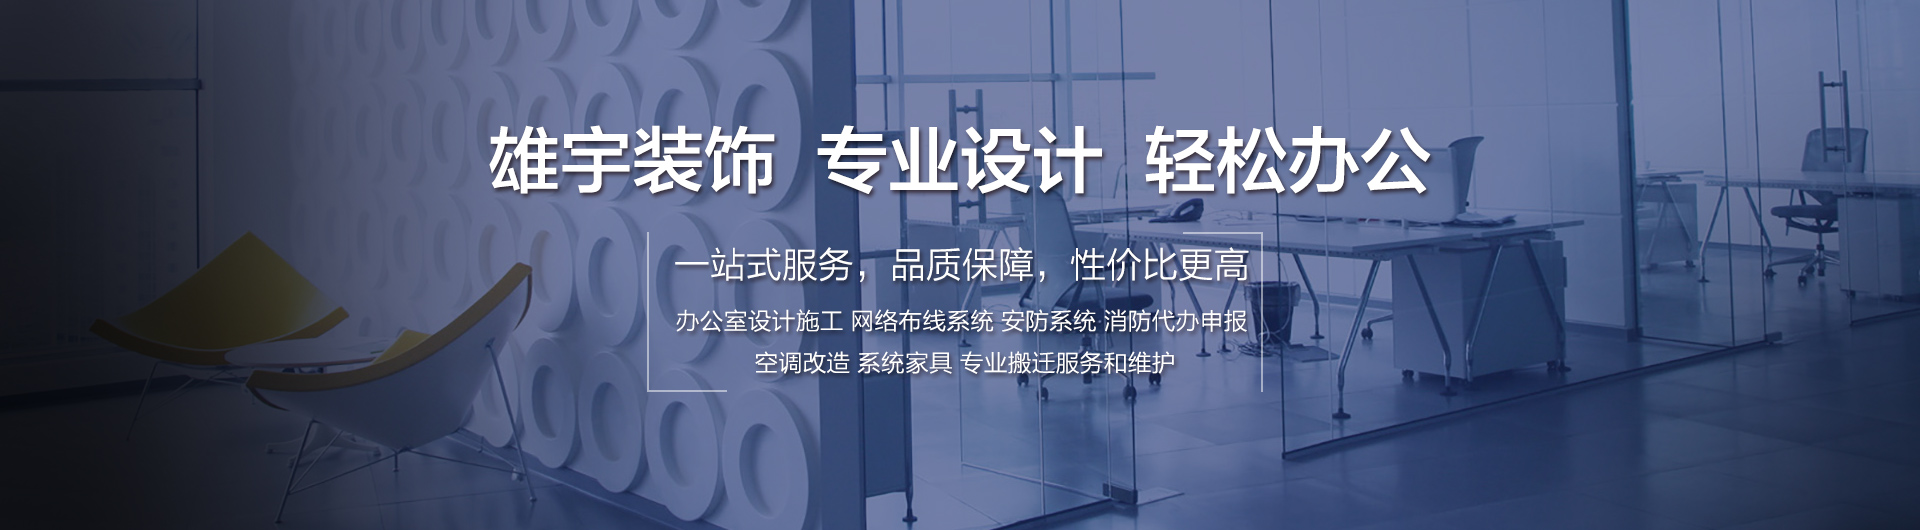 雄宇装饰 专业设计 轻松办公
一站式服务，品质保障，性价比更高
办公室设计施工 网络布线系统 安防系统 消防代办申报
空调改造 系统家具 专业搬迁服务和维护